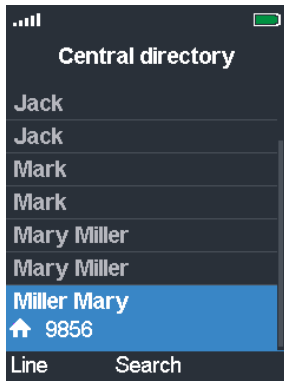 Central directory
Jack
Jack
Mark
Mark
Mary Miller
Mary Miller
Miller Mary
9856
Line Search